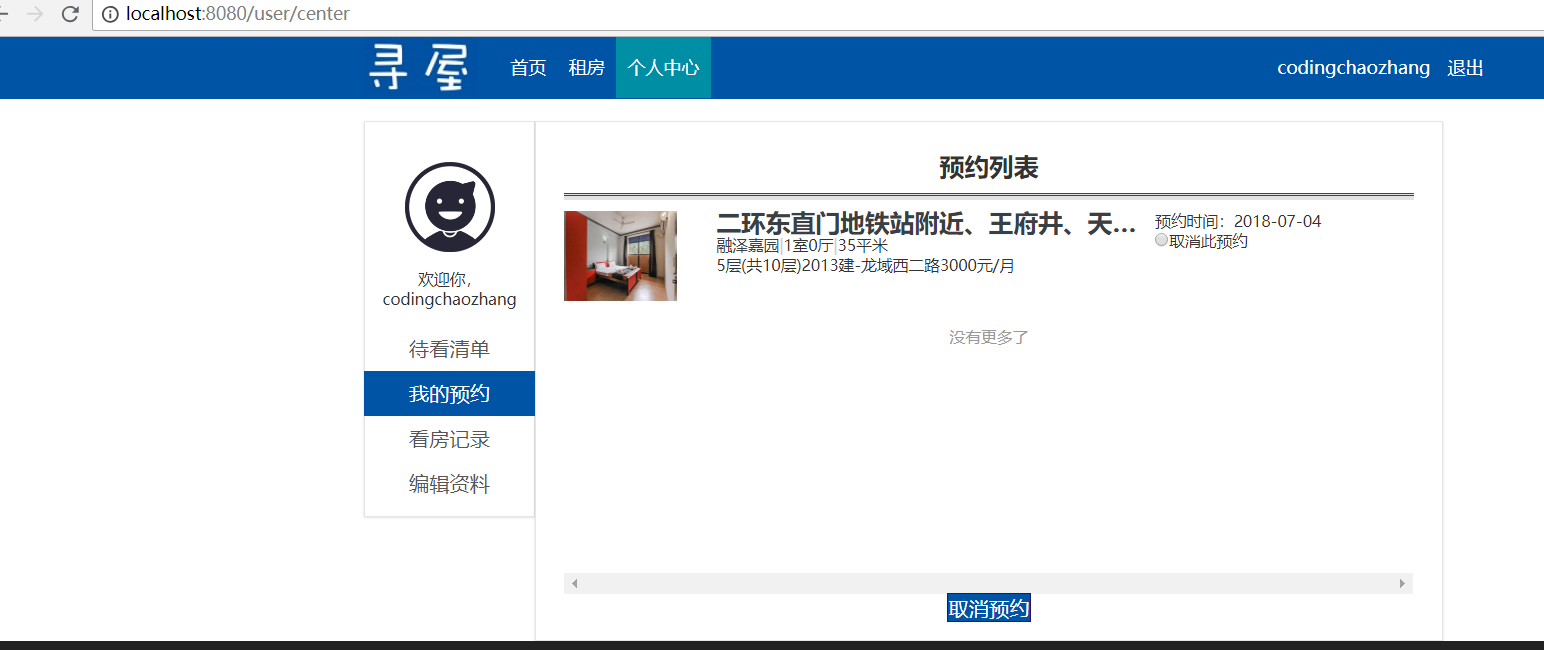 localhost:8080/user/center
寻屋 首页 租房 个人中心 codingchaozhang 退出
欢迎你,
codingchaozhang
待看清单
我的预约
看房记录
编辑资料
预约列表
二环东直门地铁站附近、王府井、天...
融泽嘉园|1室0厅|35平米
5层(共10层)2013建-龙域西二路3000元/月
预约时间：2018-07-04
取消此预约
没有更多了
取消预约